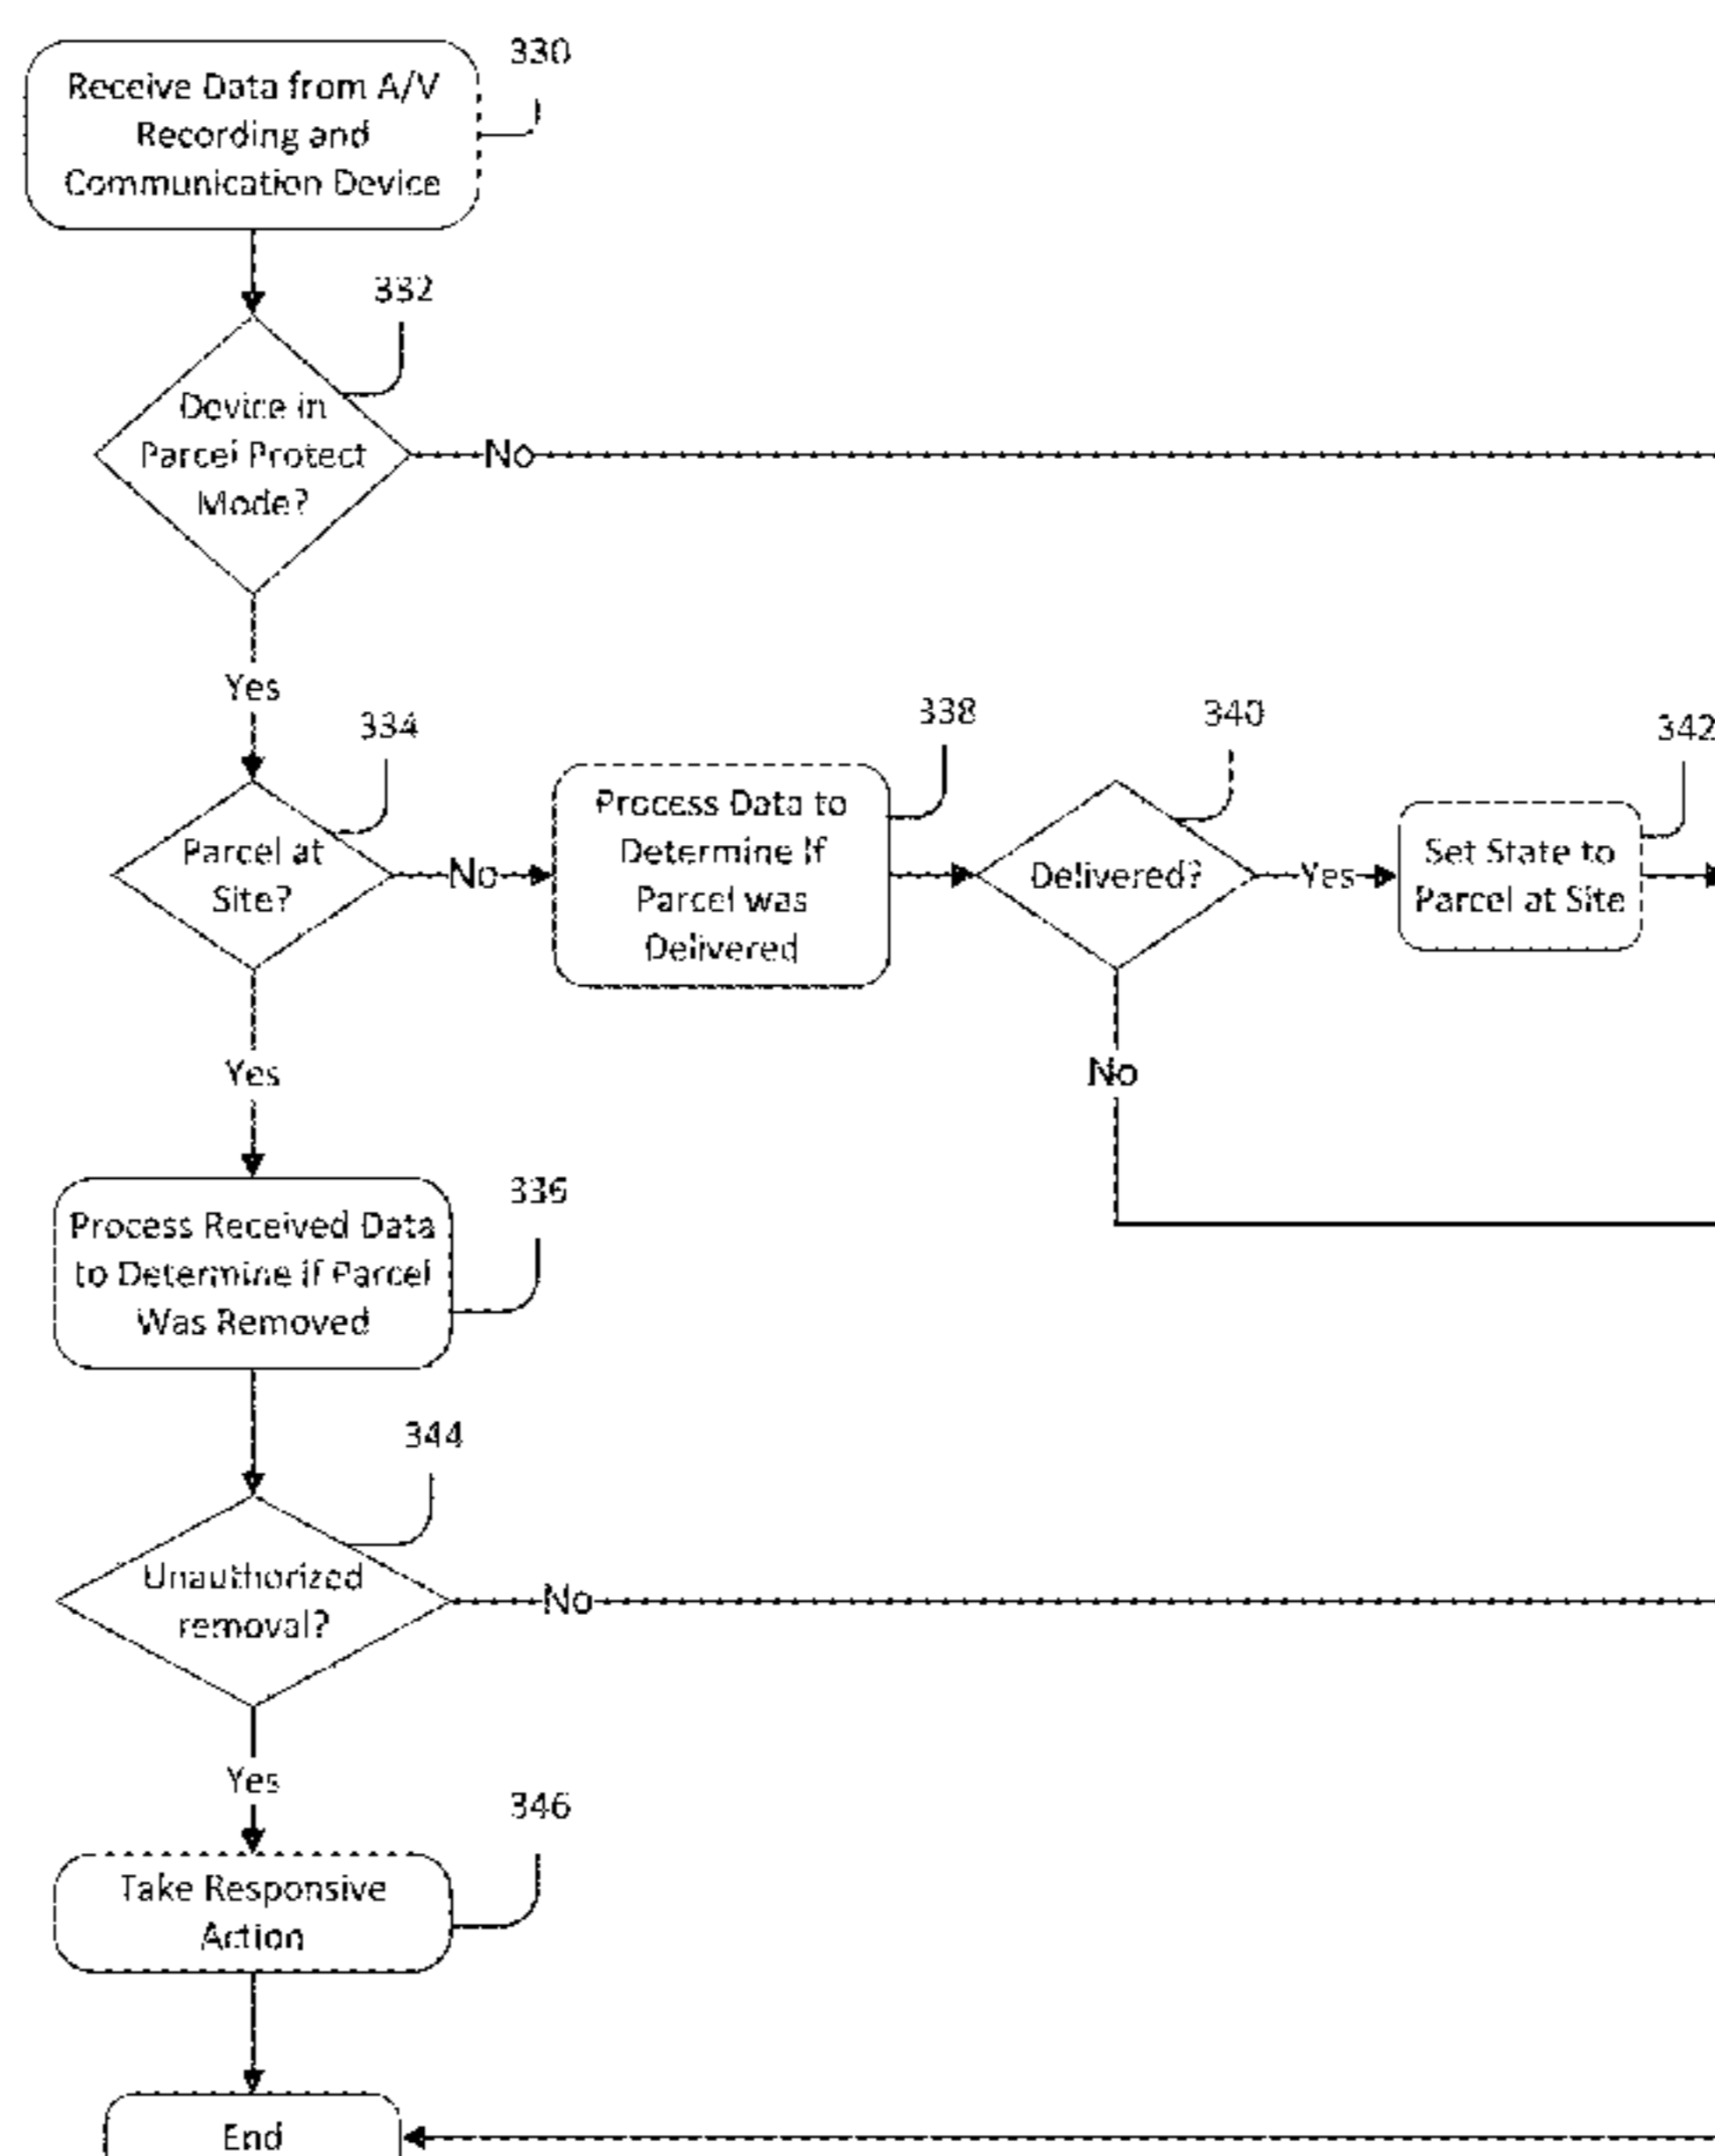 330
Receive Data from A/V
Recording and
Communication Device
332
Device in
Parcel Protect
Mode?
No
Yes
334
338
340
342
Parcel at
Site?
No
Process Data to
Determine If
Parcel was
Delivered
Delivered?
Yes
Set State to
Parcel at Site
Yes
No
336
Process Received Data
to Determine if Parcel
Was Removed
344
Unauthorized
removal?
No
Yes
346
Take Responsive
Action
End